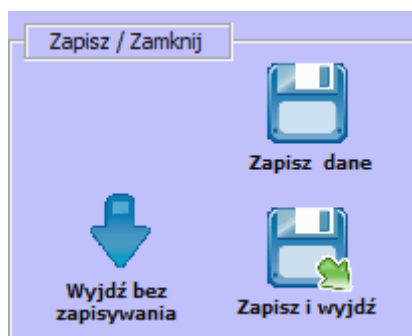 Zapisz / Zamknij
Zapisz dane
Wyjdź bez
zapisywania
Zapisz i wyjdź